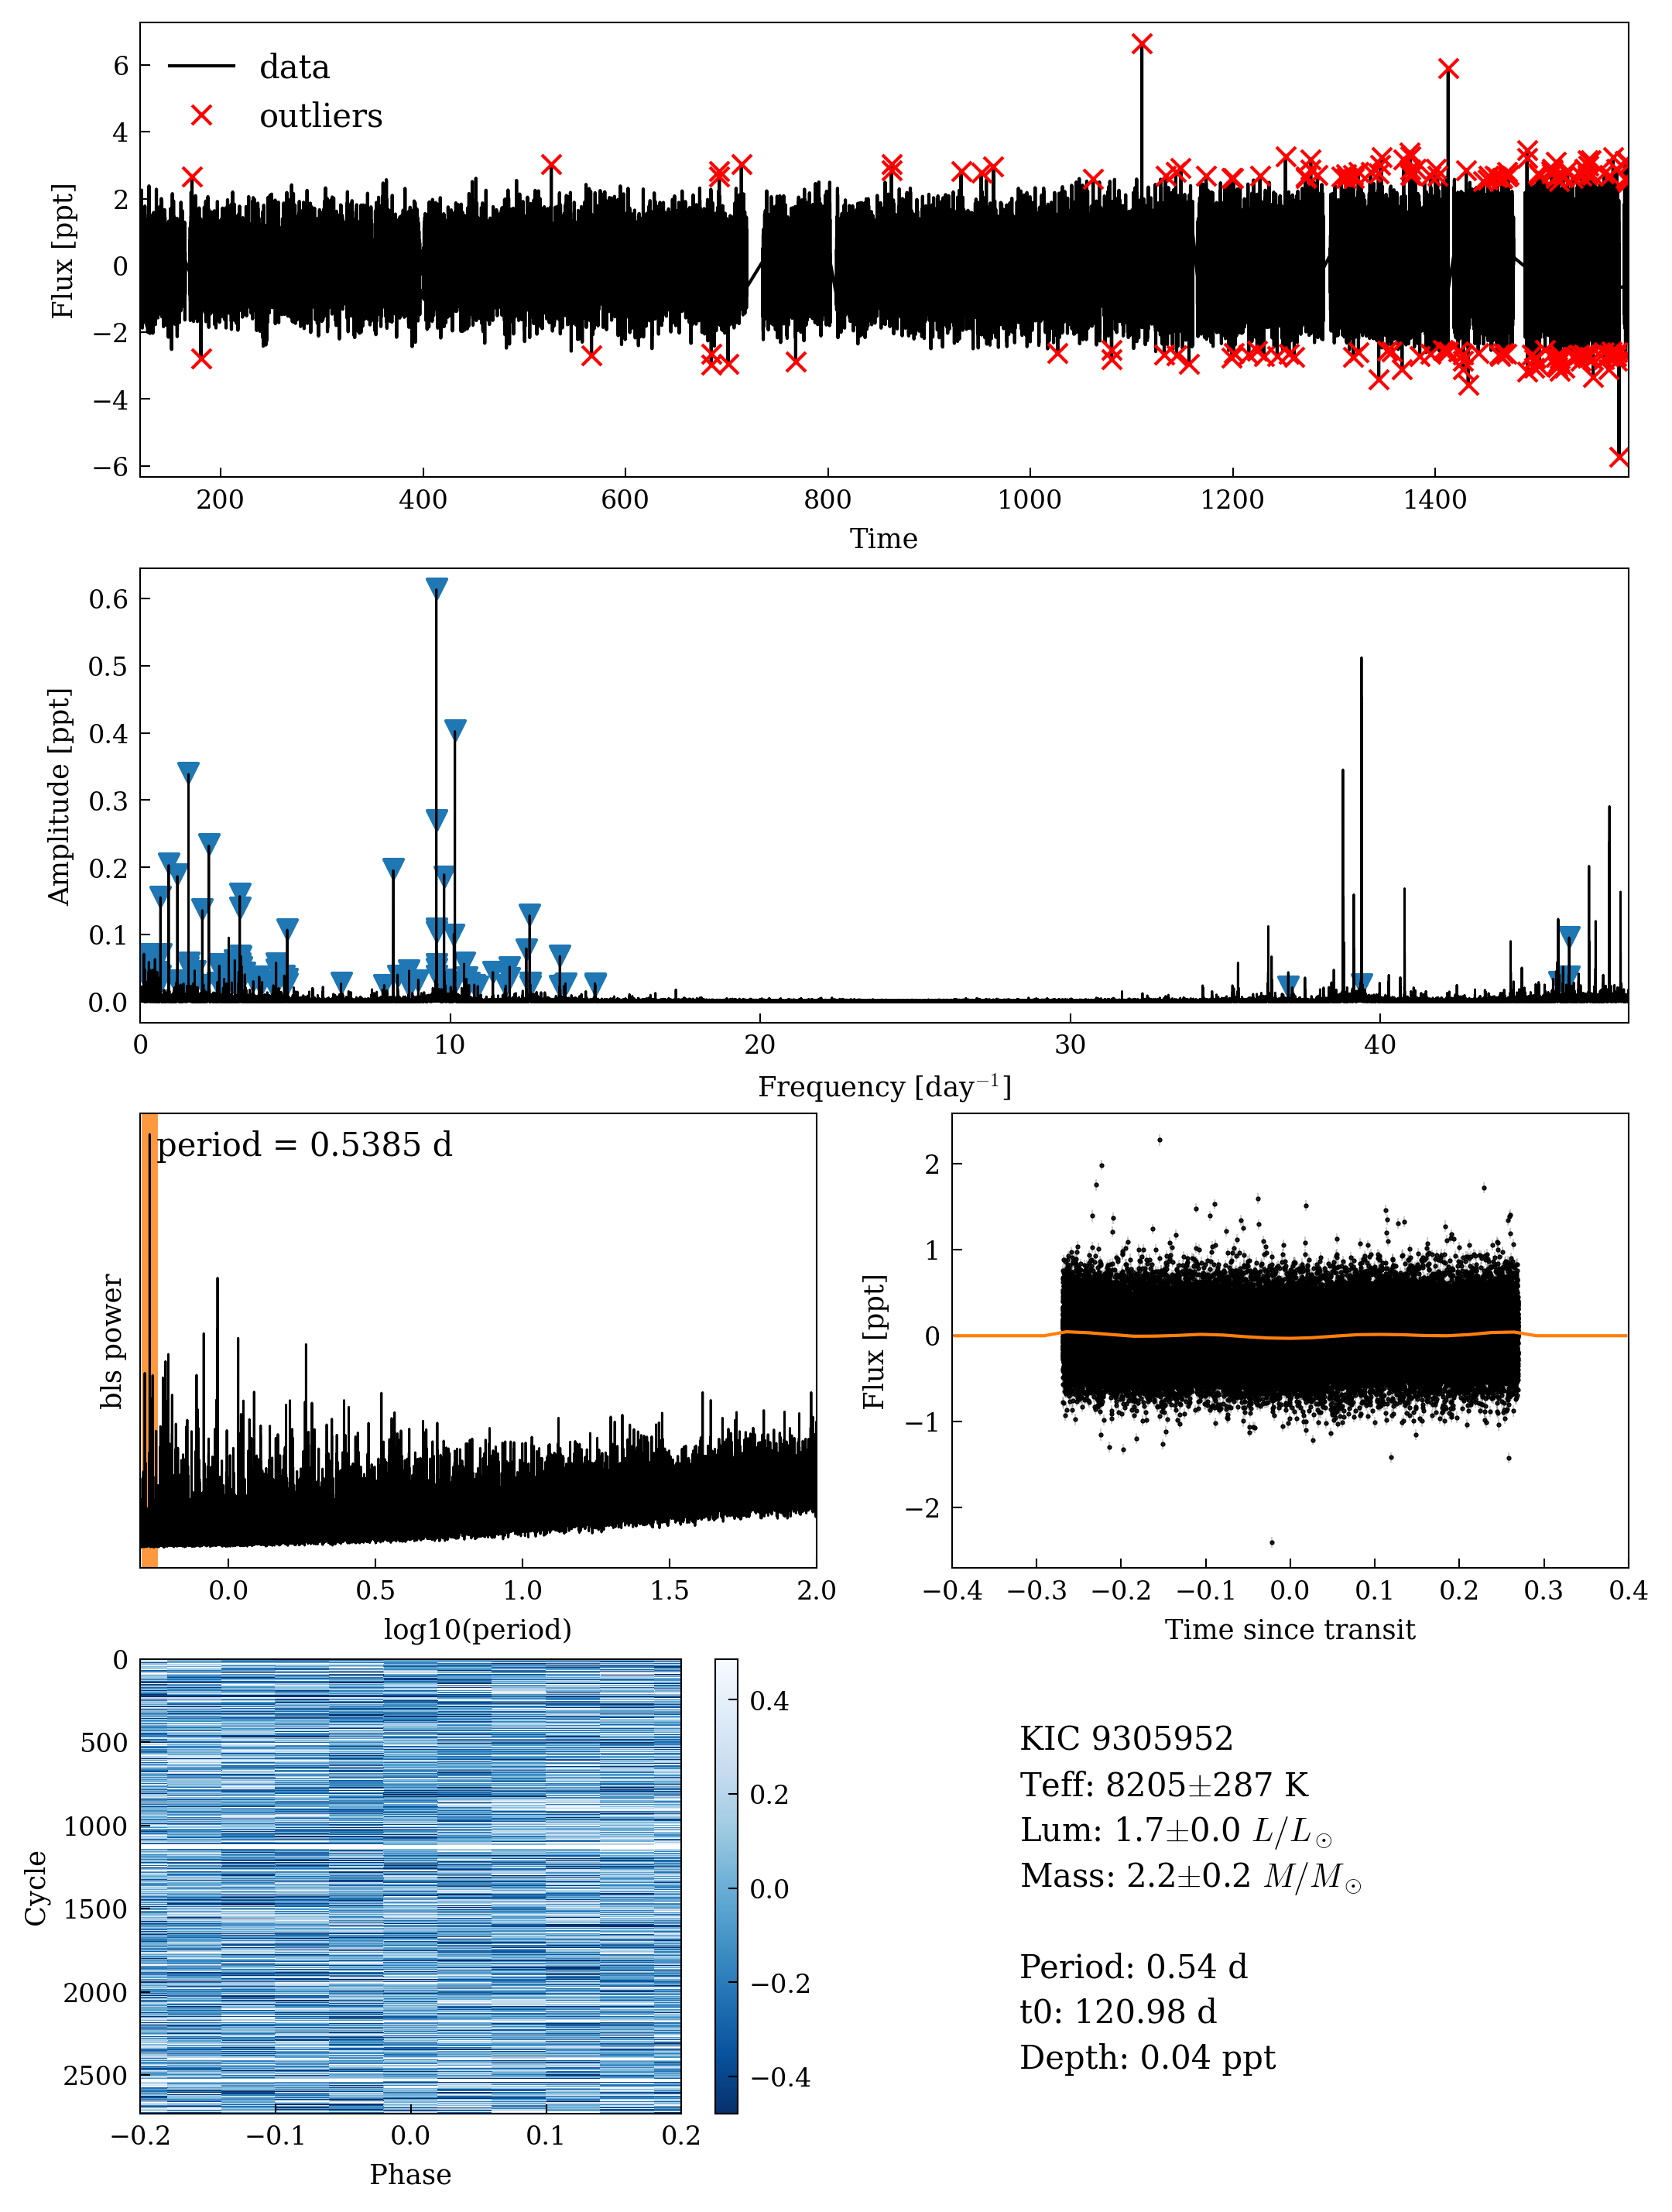 data
outliers
6
4
2
0
−2
−4
−6
Flux [ppt]
200 400 600 800 1000 1200 1400
Time
0.6
0.5
0.4
0.3
0.2
0.1
0.0
Amplitude [ppt]
0 10 20 30 40
Frequency [day⁻¹]
period = 0.5385 d
bls power
0.0 0.5 1.0 1.5 2.0
log10(period)
2
1
0
−1
−2
Flux [ppt]
−0.4 −0.3 −0.2 −0.1 0.0 0.1 0.2 0.3 0.4
Time since transit
0
500
1000
1500
2000
2500
Cycle
−0.2 −0.1 0.0 0.1 0.2
Phase
0.4
0.2
0.0
−0.2
−0.4
KIC 9305952
Teff: 8205±287 K
Lum: 1.7±0.0 L/L⊙
Mass: 2.2±0.2 M/M⊙
Period: 0.54 d
t0: 120.98 d
Depth: 0.04 ppt